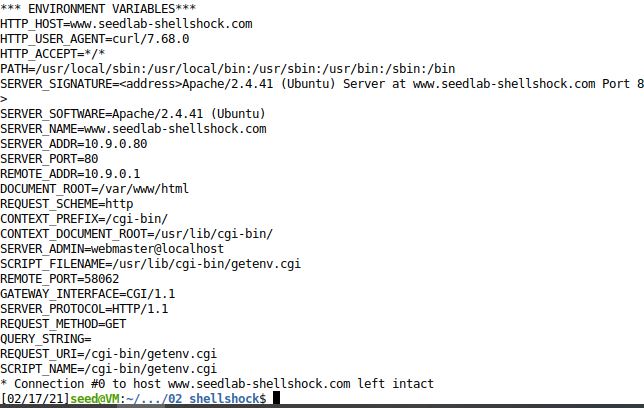 *** ENVIRONMENT VARIABLES***
HTTP_HOST=www.seedlab-shellshock.com
HTTP_USER_AGENT=curl/7.68.0
HTTP_ACCEPT=*/*
PATH=/usr/local/sbin:/usr/local/bin:/usr/sbin:/usr/bin:/sbin:/bin
SERVER_SIGNATURE=<address>Apache/2.4.41 (Ubuntu) Server at www.seedlab-shellshock.com Port 8
>
SERVER_SOFTWARE=Apache/2.4.41 (Ubuntu)
SERVER_NAME=www.seedlab-shellshock.com
SERVER_ADDR=10.9.0.80
SERVER_PORT=80
REMOTE_ADDR=10.9.0.1
DOCUMENT_ROOT=/var/www/html
REQUEST_SCHEME=http
CONTEXT_PREFIX=/cgi-bin/
CONTEXT_DOCUMENT_ROOT=/usr/lib/cgi-bin/
SERVER_ADMIN=webmaster@localhost
SCRIPT_FILENAME=/usr/lib/cgi-bin/getenv.cgi
REMOTE_PORT=58062
GATEWAY_INTERFACE=CGI/1.1
SERVER_PROTOCOL=HTTP/1.1
REQUEST_METHOD=GET
QUERY_STRING=
REQUEST_URI=/cgi-bin/getenv.cgi
SCRIPT_NAME=/cgi-bin/getenv.cgi
* Connection #0 to host www.seedlab-shellshock.com left intact
[02/17/21]seed@VM:~/.../02_shellshock$